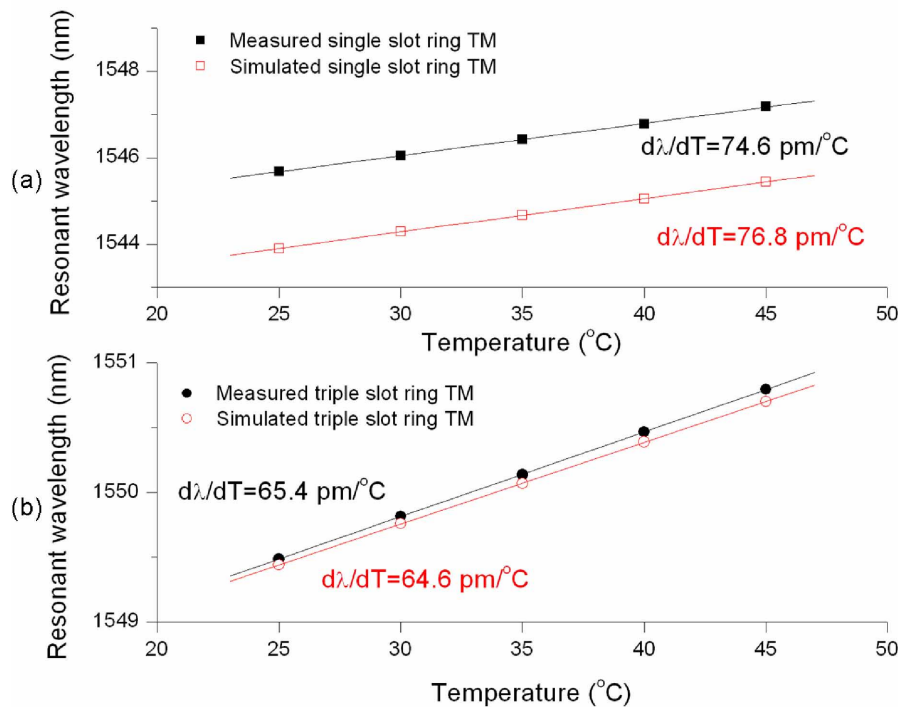 (a)
Resonant wavelength (nm)
1548
1546
1544
Measured single slot ring TM
Simulated single slot ring TM
dλ/dT=74.6 pm/°C
dλ/dT=76.8 pm/°C
20 25 30 35 40 45 50
Temperature (°C)
(b)
Resonant wavelength (nm)
1551
1550
1549
Measured triple slot ring TM
Simulated triple slot ring TM
dλ/dT=65.4 pm/°C
dλ/dT=64.6 pm/°C
20 25 30 35 40 45 50
Temperature (°C)